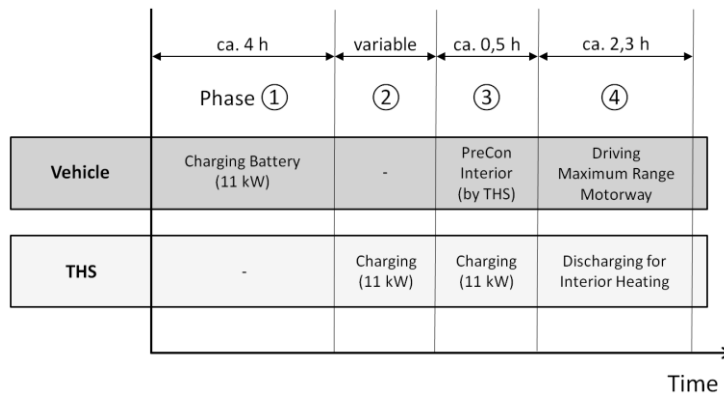 ca. 4 h variable ca. 0,5 h ca. 2,3 h
Phase ① ② ③ ④
Vehicle
Charging Battery
(11 kW)
-
PreCon
Interior
(by THS)
Driving
Maximum Range
Motorway
THS
-
Charging
(11 kW)
Charging
(11 kW)
Discharging for
Interior Heating
Time